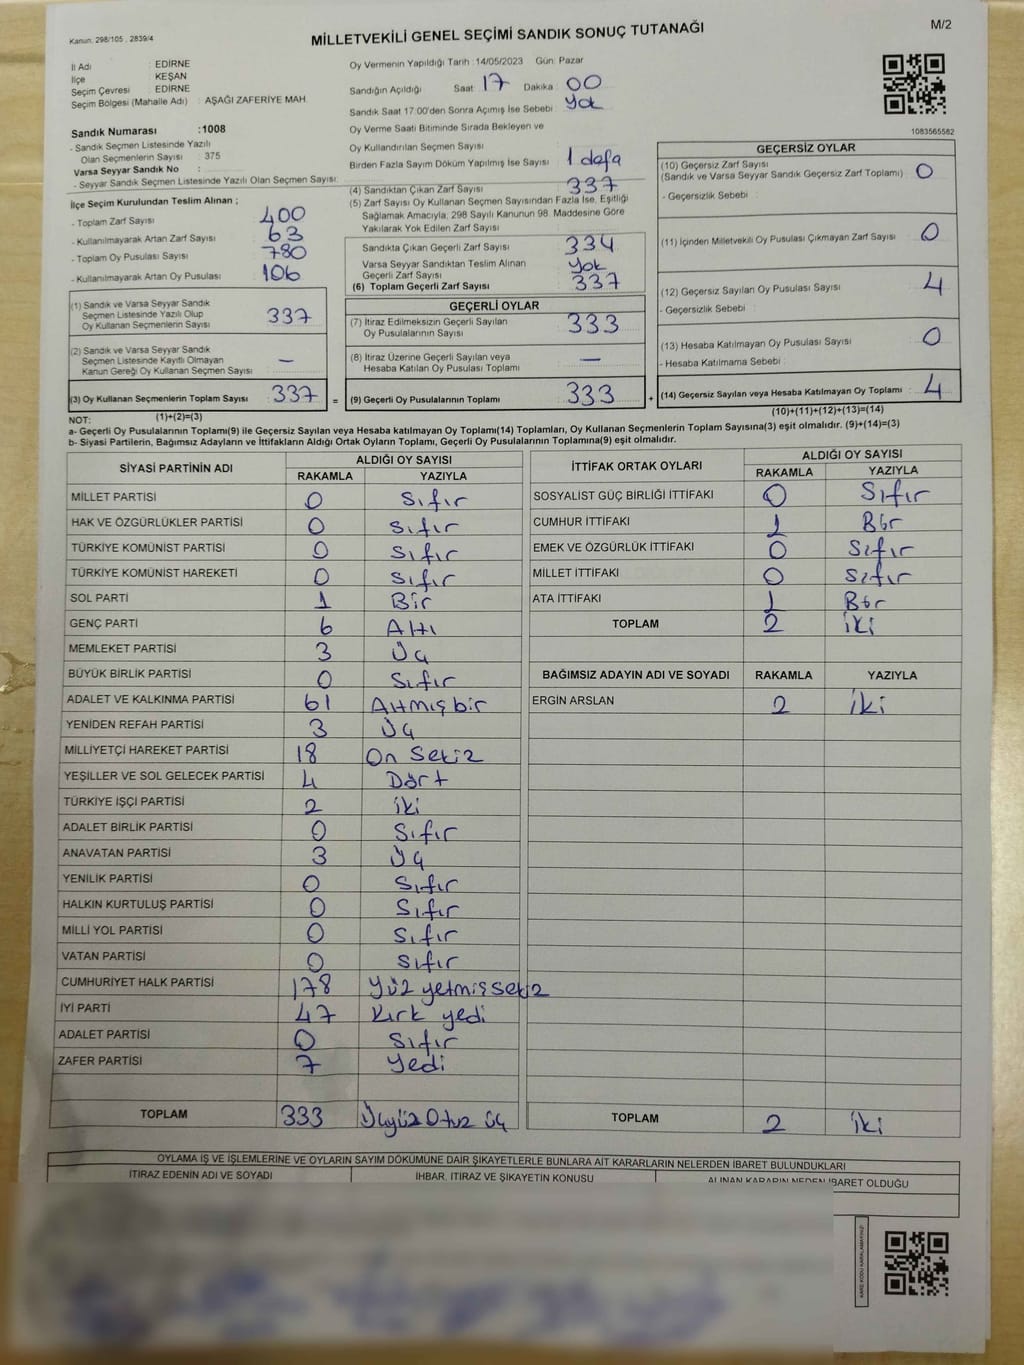 M/2
Kanun. 298/105 , 2839/4
MİLLETVEKİLİ GENEL SEÇİMİ SANDIK SONUÇ TUTANAĞI
İl Adı : EDİRNE
İlçe : KEŞAN
Seçim Çevresi : EDİRNE
Seçim Bölgesi (Mahalle Adı) : AŞAĞI ZAFERİYE MAH.
Sandık Numarası :1008
- Sandık Seçmen Listesinde Yazılı
Olan Seçmenlerin Sayısı : 375
Varsa Seyyar Sandık No :
- Seyyar Sandık Seçmen Listesinde Yazılı Olan Seçmen Sayısı:
Oy Vermenin Yapıldığı Tarih :14/05/2023 Gün: Pazar
Sandığın Açıldığı Saat : 17 Dakika : 00
Sandık Saat 17:00'den Sonra Açımış İse Sebebi : Yok
Oy Verme Saati Bitiminde Sırada Bekleyen ve
Oy Kullandırılan Seçmen Sayısı :
Birden Fazla Sayım Döküm Yapılmış İse Sayısı : 1 defa
1083565582
İlçe Seçim Kurulundan Teslim Alınan ;
- Toplam Zarf Sayısı : 400
- Kullanılmayarak Artan Zarf Sayısı : 63
- Toplam Oy Pusulası Sayısı : 780
- Kullanılmayarak Artan Oy Pusulası : 106
(1) Sandık ve Varsa Seyyar Sandık
Seçmen Listesinde Yazılı Olup
Oy Kullanan Seçmenlerin Sayısı : 337
(2) Sandık ve Varsa Seyyar Sandık
Seçmen Listesinde Kayıtlı Olmayan
Kanun Gereği Oy Kullanan Seçmen Sayısı : —
(3) Oy Kullanan Seçmenlerin Toplam Sayısı : 337 =
(1)+(2)=(3)
(4) Sandıktan Çıkan Zarf Sayısı : 337
(5) Zarf Sayısı Oy Kullanan Seçmen Sayısından Fazla İse, Eşitliği
Sağlamak Amacıyla; 298 Sayılı Kanunun 98. Maddesine Göre
Yakılarak Yok Edilen Zarf Sayısı :
Sandıkta Çıkan Geçerli Zarf Sayısı : 334
Varsa Seyyar Sandıktan Teslim Alınan
Geçerli Zarf Sayısı : Yok
(6) Toplam Geçerli Zarf Sayısı : 337
GEÇERLİ OYLAR
(7) İtiraz Edilmeksizin Geçerli Sayılan
Oy Pusulalarının Sayısı : 333
(8) İtiraz Üzerine Geçerli Sayılan veya
Hesaba Katılan Oy Pusulası Toplamı : —
(9) Geçerli Oy Pusulalarının Toplamı : 333 +
GEÇERSİZ OYLAR
(10) Geçersiz Zarf Sayısı
(Sandık ve Varsa Seyyar Sandık Geçersiz Zarf Toplamı) : 0
- Geçersizlik Sebebi :
(11) İçinden Milletvekili Oy Pusulası Çıkmayan Zarf Sayısı : 0
(12) Geçersiz Sayılan Oy Pusulası Sayısı : 4
- Geçersizlik Sebebi :
(13) Hesaba Katılmayan Oy Pusulası Sayısı : 0
- Hesaba Katılmama Sebebi :
(14) Geçersiz Sayılan veya Hesaba Katılmayan Oy Toplamı : 4
(10)+(11)+(12)+(13)=(14)
NOT:
a- Geçerli Oy Pusulalarının Toplamı(9) ile Geçersiz Sayılan veya Hesaba katılmayan Oy Toplamı(14) Toplamları, Oy Kullanan Seçmenlerin Toplam Sayısına(3) eşit olmalıdır. (9)+(14)=(3)
b- Siyasi Partilerin, Bağımsız Adayların ve İttifakların Aldığı Ortak Oyların Toplamı, Geçerli Oy Pusulalarının Toplamına(9) eşit olmalıdır.
SİYASİ PARTİNİN ADI ALDIĞI OY SAYISI
RAKAMLA YAZIYLA
MİLLET PARTİSİ 0 Sıfır
HAK VE ÖZGÜRLÜKLER PARTİSİ 0 Sıfır
TÜRKİYE KOMÜNİST PARTİSİ 0 Sıfır
TÜRKİYE KOMÜNİST HAREKETİ 0 Sıfır
SOL PARTİ 1 Bir
GENÇ PARTİ 6 Altı
MEMLEKET PARTİSİ 3 Üç
BÜYÜK BİRLİK PARTİSİ 0 Sıfır
ADALET VE KALKINMA PARTİSİ 61 Altmış bir
YENİDEN REFAH PARTİSİ 3 Üç
MİLLİYETÇİ HAREKET PARTİSİ 18 On Sekiz
YEŞİLLER VE SOL GELECEK PARTİSİ 4 Dört
TÜRKİYE İŞÇİ PARTİSİ 2 iki
ADALET BİRLİK PARTİSİ 0 Sıfır
ANAVATAN PARTİSİ 3 Üç
YENİLİK PARTİSİ 0 Sıfır
HALKIN KURTULUŞ PARTİSİ 0 Sıfır
MİLLİ YOL PARTİSİ 0 Sıfır
VATAN PARTİSİ 0 Sıfır
CUMHURİYET HALK PARTİSİ 178 Yüz yetmiş sekiz
İYİ PARTİ 47 Kırk yedi
ADALET PARTİSİ 0 Sıfır
ZAFER PARTİSİ 7 Yedi
TOPLAM 333 Üçyüz Otuz üç
İTTİFAK ORTAK OYLARI ALDIĞI OY SAYISI
RAKAMLA YAZIYLA
SOSYALİST GÜÇ BİRLİĞİ İTTİFAKI 0 Sıfır
CUMHUR İTTİFAKI 1 Bir
EMEK VE ÖZGÜRLÜK İTTİFAKI 0 Sıfır
MİLLET İTTİFAKI 0 Sıfır
ATA İTTİFAKI 1 Bir
TOPLAM 2 iki
BAĞIMSIZ ADAYIN ADI VE SOYADI RAKAMLA YAZIYLA
ERGİN ARSLAN 2 iki
TOPLAM 2 iki
OYLAMA İŞ VE İŞLEMLERİNE VE OYLARIN SAYIM DÖKÜMÜNE DAİR ŞİKAYETLERLE BUNLARA AİT KARARLARIN NELERDEN İBARET BULUNDUKLARI
İTİRAZ EDENİN ADI VE SOYADI İHBAR, İTİRAZ VE ŞİKAYETİN KONUSU ALINAN KARARIN NEDEN İBARET OLDUĞU
KARE KODU KARALAMAYINIZ!